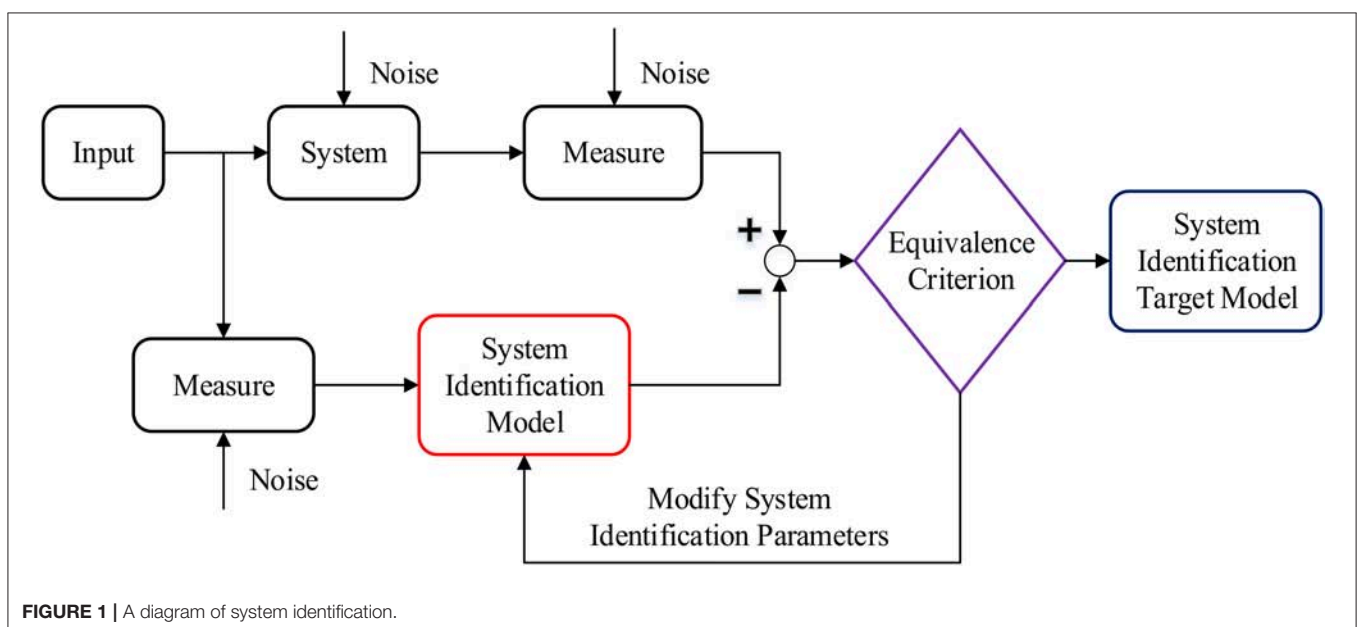 Noise
Noise
Input
System
Measure
+
−
Equivalence
Criterion
System
Identification
Target Model
Measure
System
Identification
Model
Noise
Modify System
Identification Parameters
FIGURE 1 | A diagram of system identification.